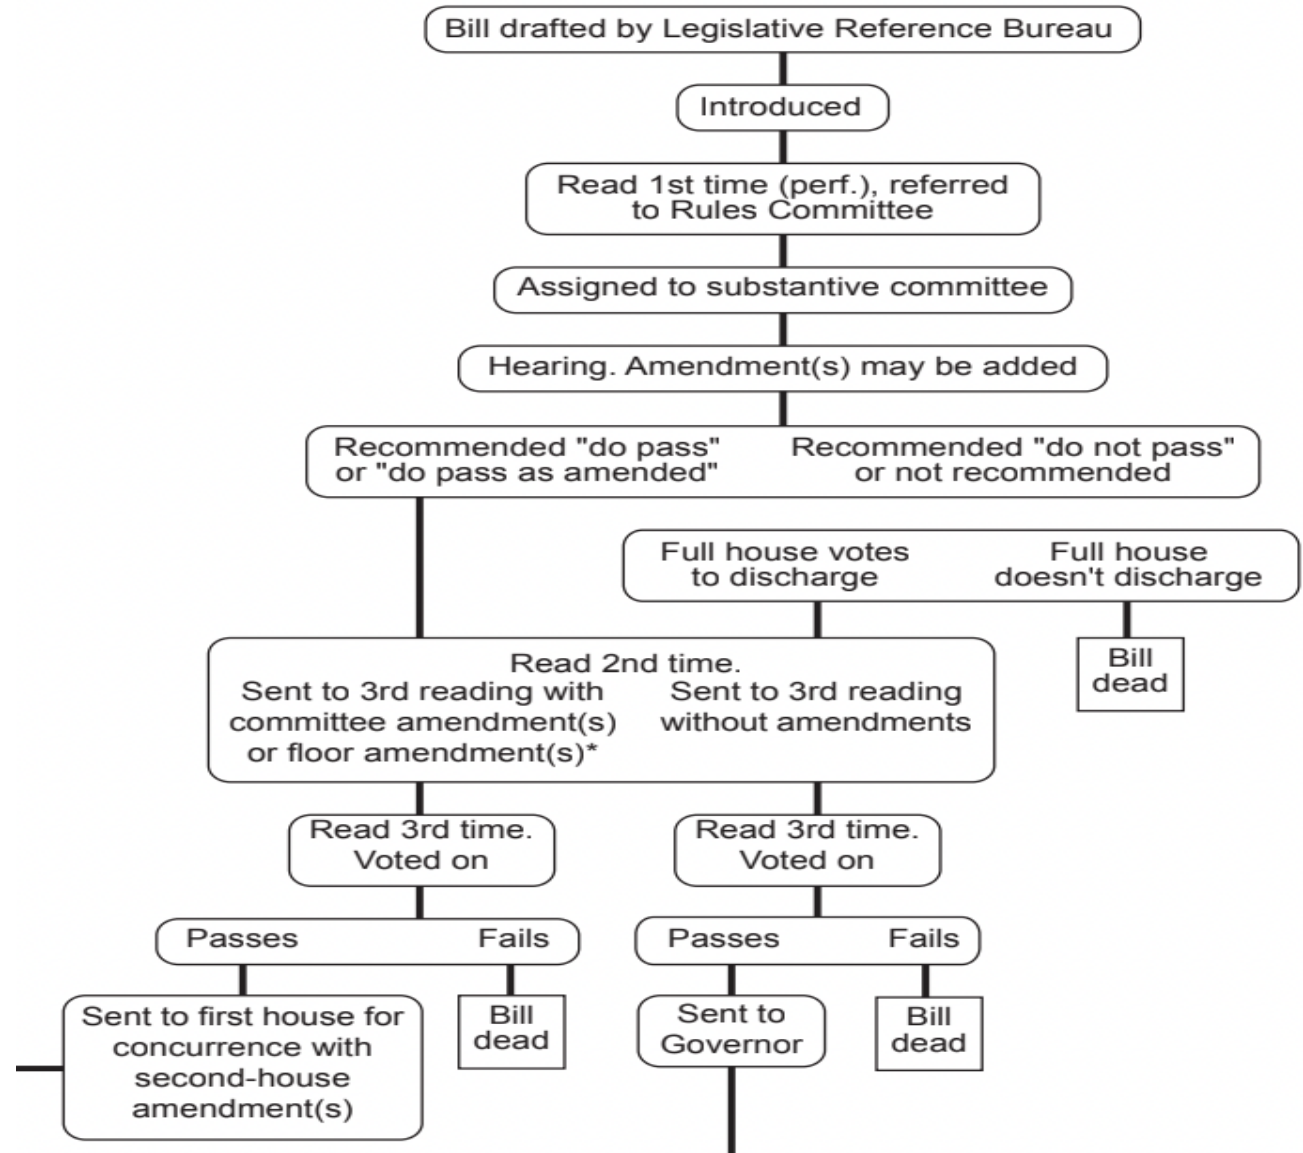 Bill drafted by Legislative Reference Bureau
Introduced
Read 1st time (perf.), referred
to Rules Committee
Assigned to substantive committee
Hearing. Amendment(s) may be added
Recommended "do pass"
or "do pass as amended"
Recommended "do not pass"
or not recommended
Full house votes
to discharge
Full house
doesn't discharge
Bill
dead
Read 2nd time.
Sent to 3rd reading with
committee amendment(s)
or floor amendment(s)*
Sent to 3rd reading
without amendments
Read 3rd time.
Voted on
Read 3rd time.
Voted on
Passes
Fails
Passes
Fails
Sent to first house for
concurrence with
second-house
amendment(s)
Bill
dead
Sent to
Governor
Bill
dead